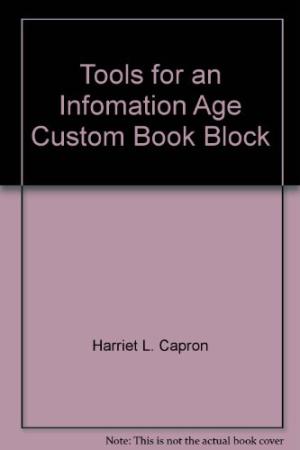 Tools for an
Infomation Age
Custom Book Block
Harriet L. Capron
Note: This is not the actual book cover